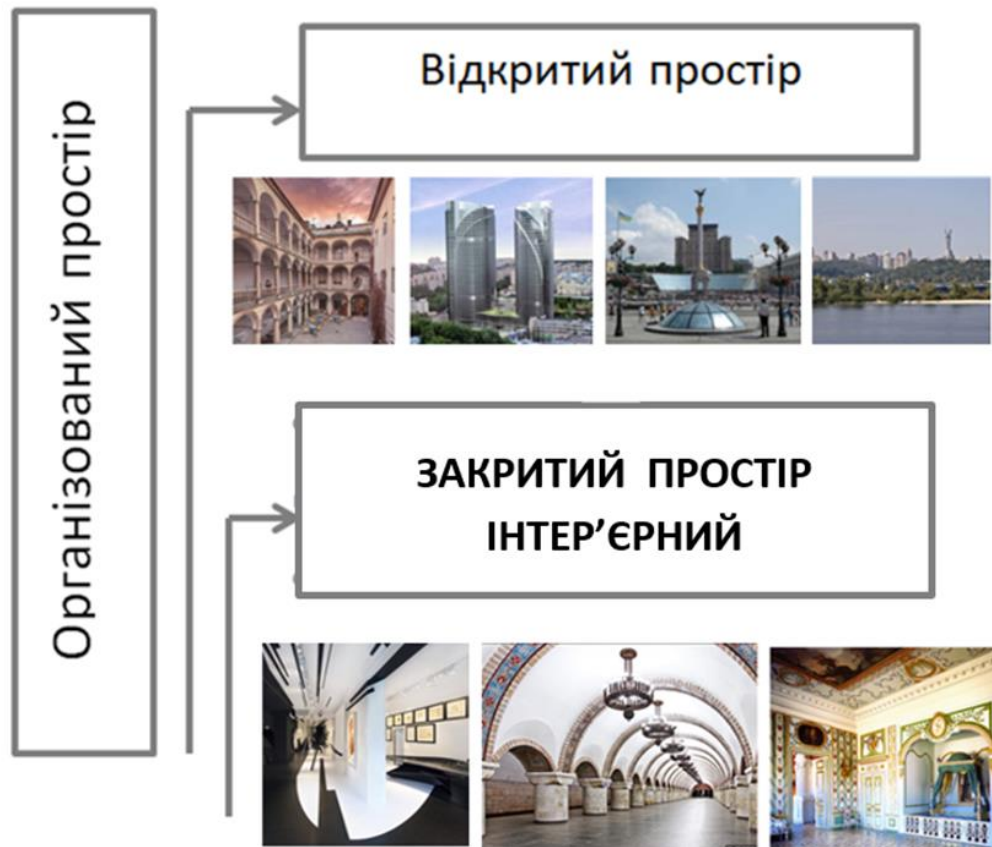 Організований простір
Відкритий простір
ЗАКРИТИЙ ПРОСТІР
ІНТЕР’ЄРНИЙ